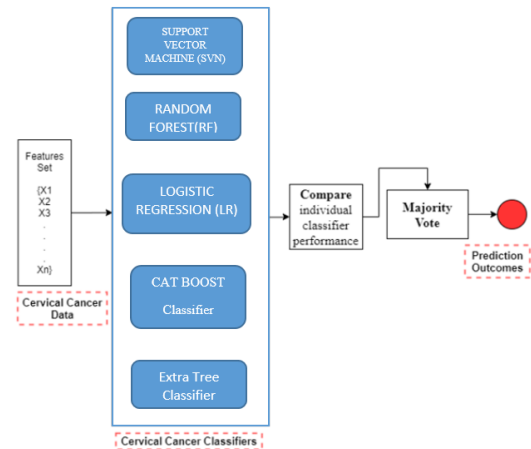 Features
Set
{X1
X2
X3
.
.
.
.
Xn}
Cervical Cancer
Data
SUPPORT
VECTOR
MACHINE (SVN)
RANDOM
FOREST(RF)
LOGISTIC
REGRESSION (LR)
CAT BOOST
Classifier
Extra Tree
Classifier
Cervical Cancer Classifiers
Compare
individual
classifier
performance
Majority
Vote
Prediction
Outcomes